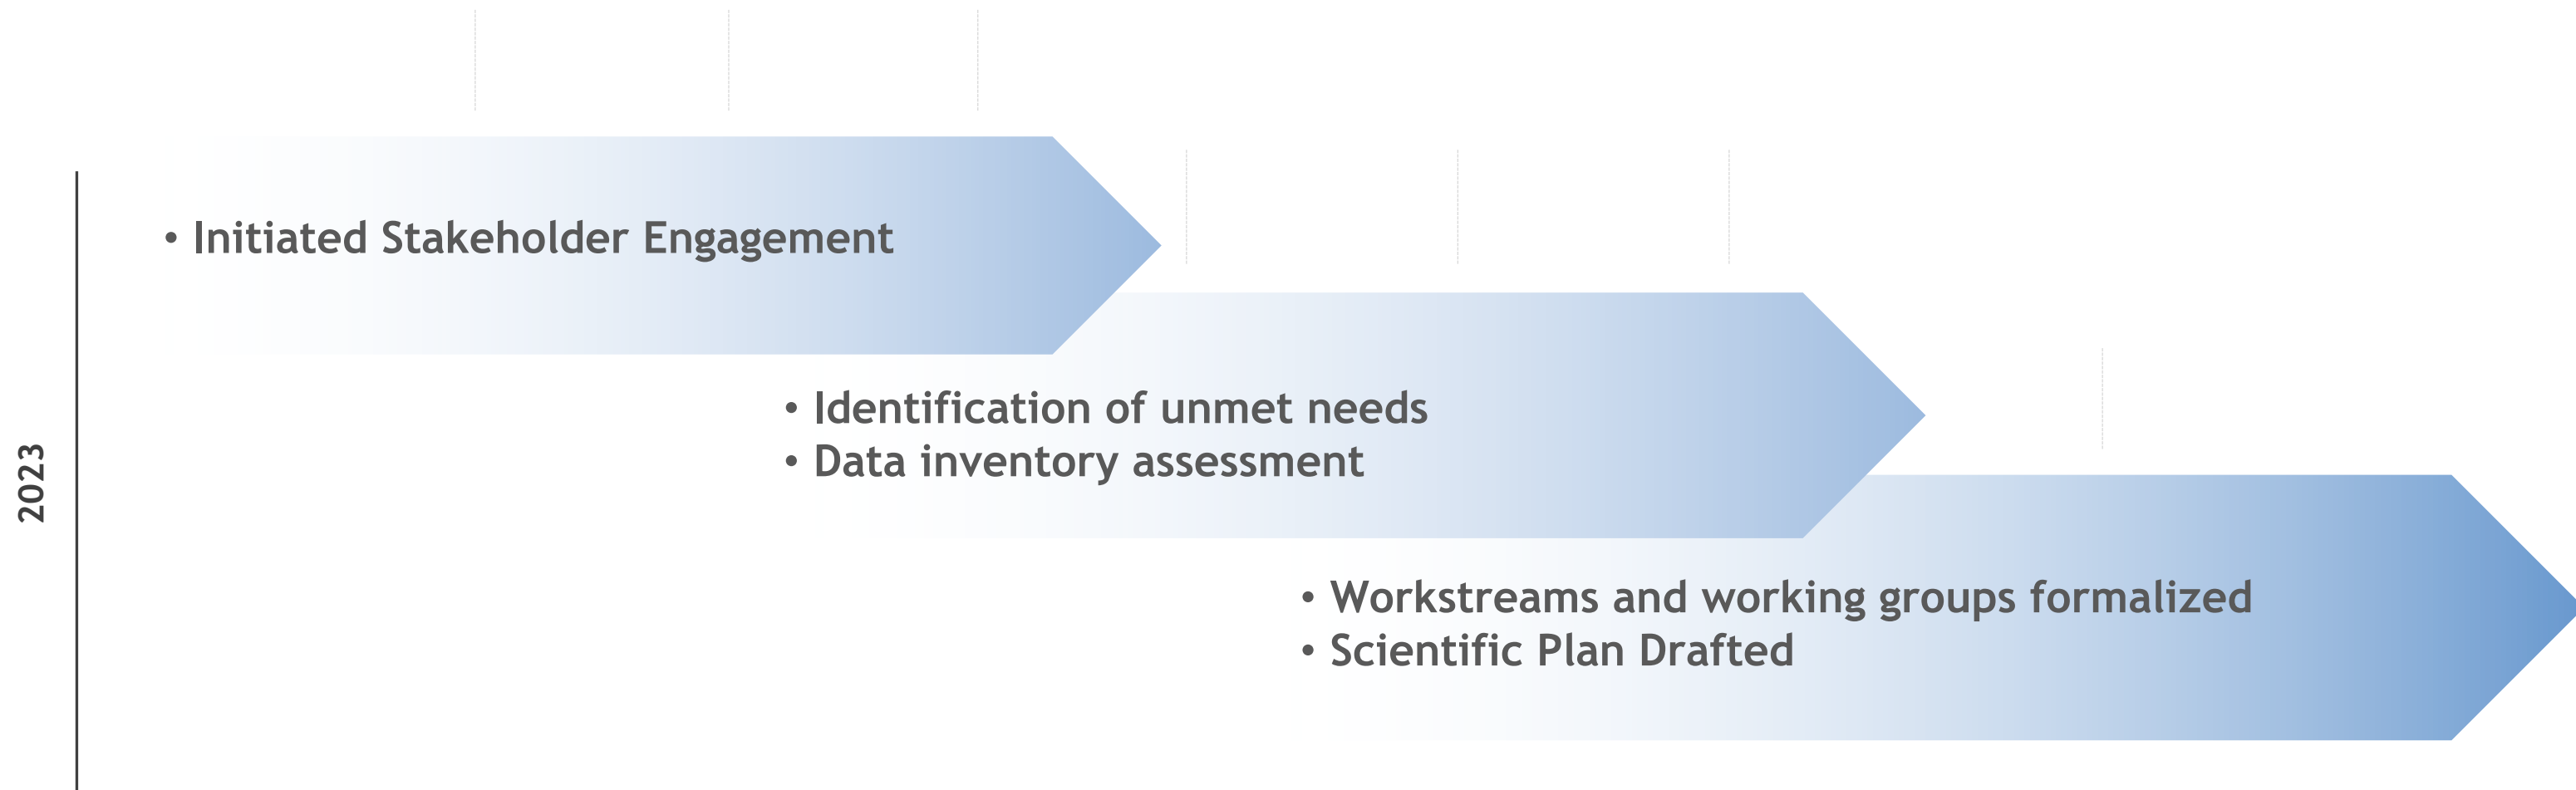 • Initiated Stakeholder Engagement
• Identification of unmet needs
• Data inventory assessment
2023
• Workstreams and working groups formalized
• Scientific Plan Drafted